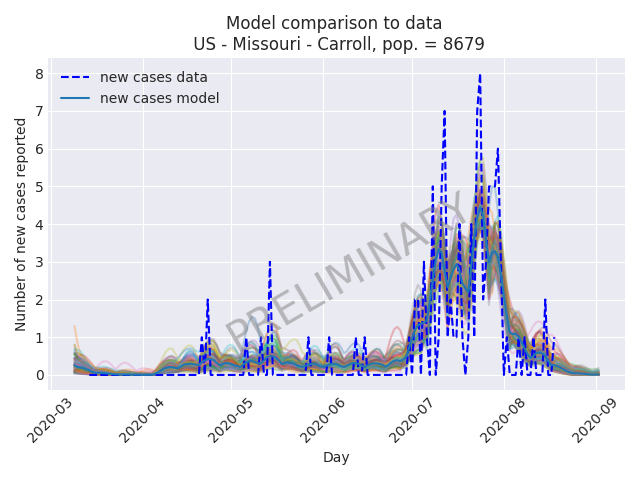 Model comparison to data
US - Missouri - Carroll, pop. = 8679
new cases data
new cases model
PRELIMINARY
Number of new cases reported
8
7
6
5
4
3
2
1
0
2020-03
2020-04
2020-05
2020-06
2020-07
2020-08
2020-09
Day